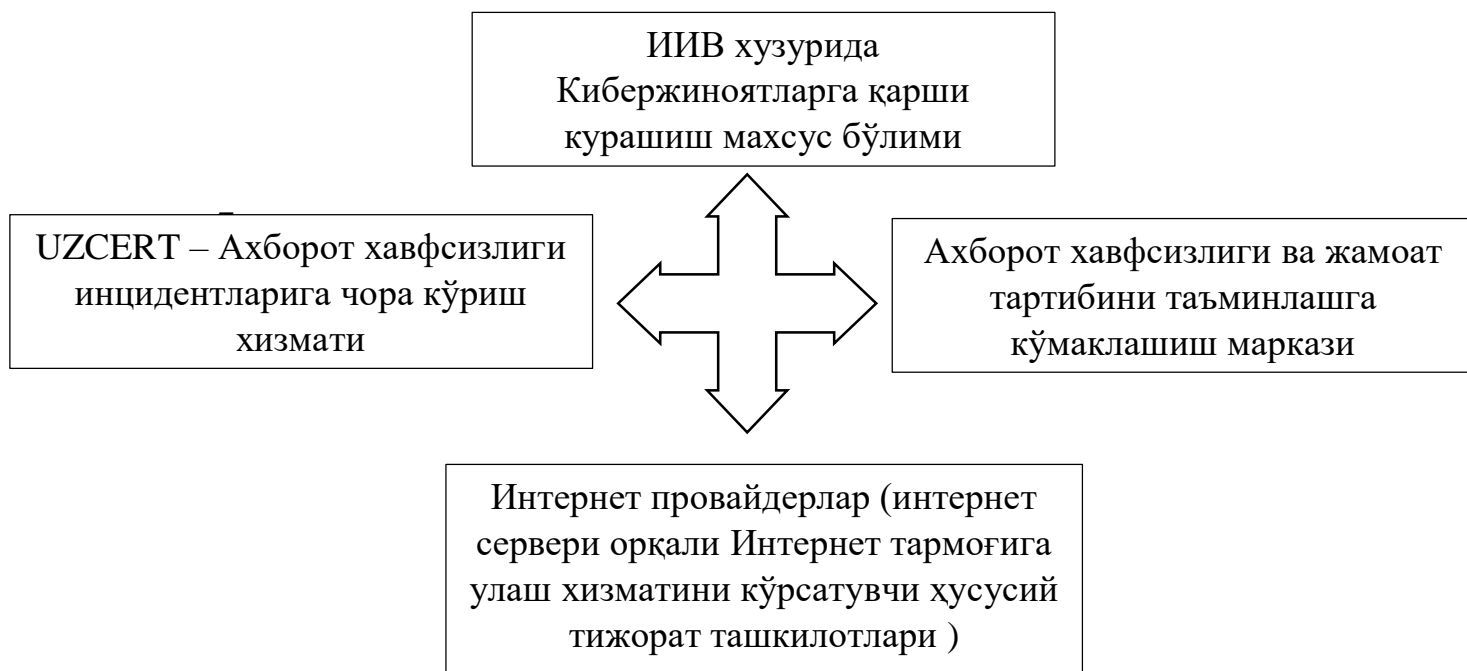 ИИВ хузурида
Кибержиноятларга қарши
курашиш махсус бўлими
UZCERT – Ахборот хавфсизлиги
инцидентларига чора кўриш
хизмати
Ахборот хавфсизлиги ва жамоат
тартибини таъминлашга
кўмаклашиш маркази
Интернет провайдерлар (интернет
сервери орқали Интернет тармоғига
улаш хизматини кўрсатувчи ҳусусий
тижорат ташкилотлари )